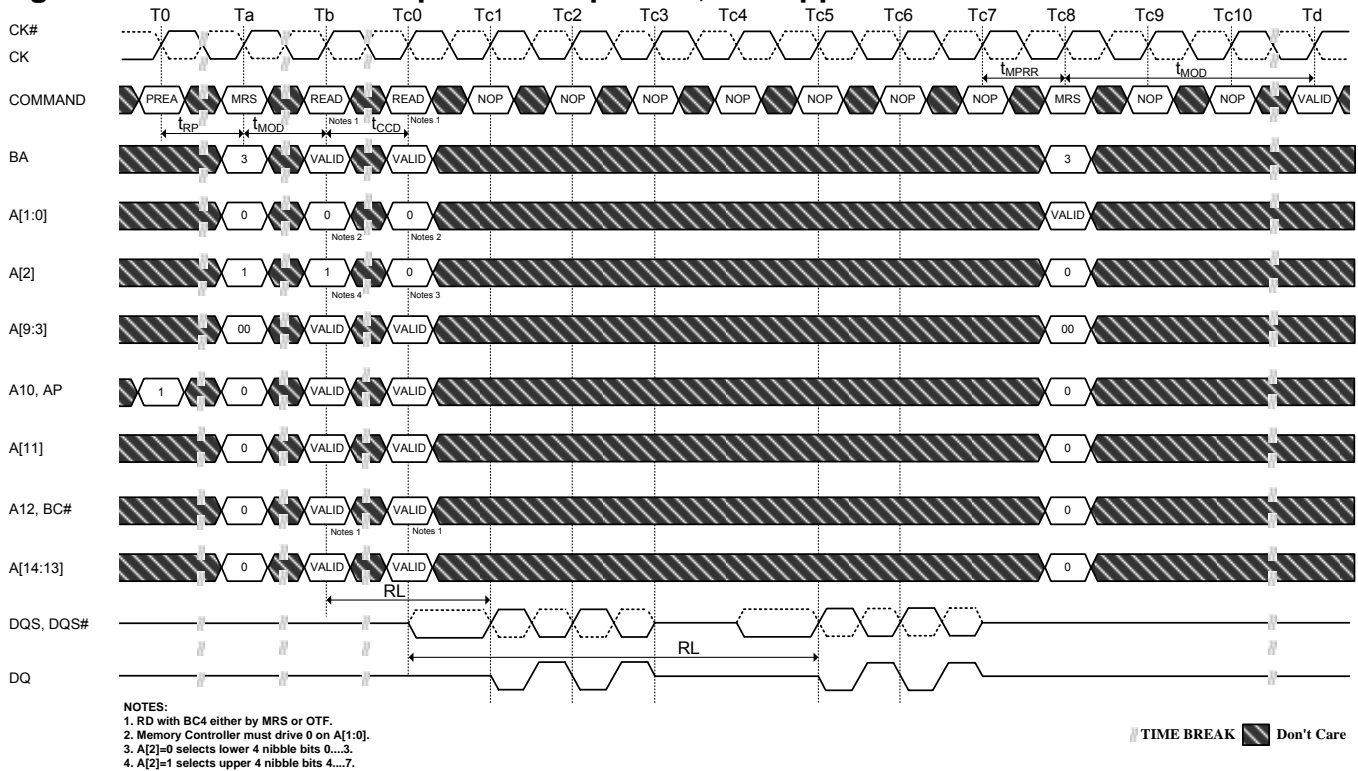 T0 Ta Tb Tc0 Tc1 Tc2 Tc3 Tc4 Tc5 Tc6 Tc7 Tc8 Tc9 Tc10 Td
CK#
CK
tMPRR tMOD
COMMAND PREA MRS READ READ NOP NOP NOP NOP NOP NOP NOP MRS NOP NOP VALID
Notes 1 Notes 1
tRP tMOD tCCD
BA 3 VALID VALID 3
A[1:0] 0 0 0 VALID
Notes 2 Notes 2
A[2] 1 1 0 0
Notes 4 Notes 3
A[9:3] 00 VALID VALID 00
A10, AP 1 0 VALID VALID 0
A[11] 0 VALID VALID 0
A12, BC# 0 VALID VALID 0
Notes 1 Notes 1
A[14:13] 0 VALID VALID 0
RL
DQS, DQS#
RL
DQ
NOTES:
1. RD with BC4 either by MRS or OTF.
2. Memory Controller must drive 0 on A[1:0].
3. A[2]=0 selects lower 4 nibble bits 0....3.
4. A[2]=1 selects upper 4 nibble bits 4....7.
TIME BREAK Don't Care